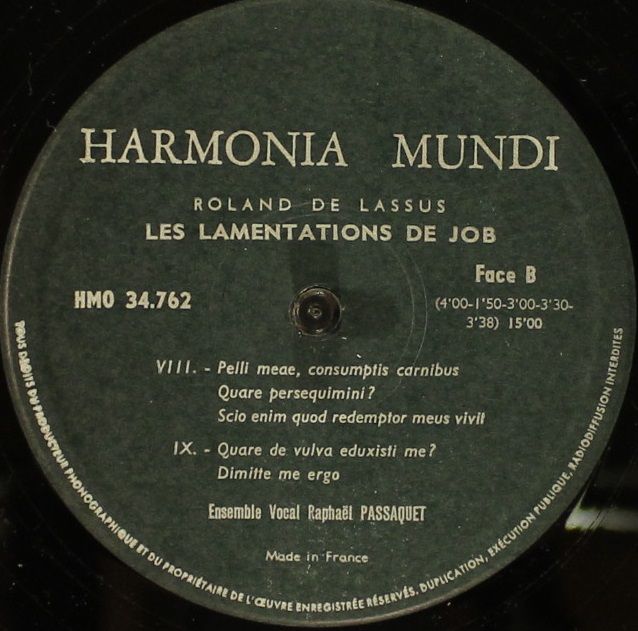 HARMONIA MUNDI
ROLAND DE LASSUS
LES LAMENTATIONS DE JOB
Face B
HMO 34.762
(4'00-1'50-3'00-3'30-
3'38) 15'00
VIII. - Pelli meae, consumptis carnibus
Quare persequimini?
Scio enim quod redemptor meus vivit
IX. - Quare de vulva eduxisti me?
Dimitte me ergo
Ensemble Vocal Raphaël PASSAQUET
Made in France
TOUS DROITS DU PRODUCTEUR PHONOGRAPHIQUE ET DU PROPRIÉTAIRE DE L'ŒUVRE ENREGISTRÉE RÉSERVÉS. DUPLICATION, EXÉCUTION PUBLIQUE, RADIODIFFUSION INTERDITES